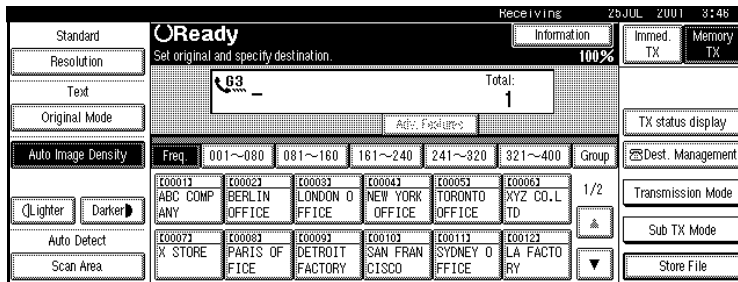 Receiving 25JUL 2001 3:46
Standard
Resolution
Text
Original Mode
Auto Image Density
Lighter Darker
Auto Detect
Scan Area
Ready
Set original and specify destination.
Information
100%
G3 _
Total:
1
Adv. Features
Freq. 001~080 081~160 161~240 241~320 321~400 Group
[0001] [0002] [0003] [0004] [0005] [0006]
ABC COMP BERLIN LONDON O NEW YORK TORONTO XYZ CO.L
ANY OFFICE FFICE OFFICE OFFICE TD
1/2
[0007] [0008] [0009] [0010] [0011] [0012]
X STORE PARIS OF DETROIT SAN FRAN SYDNEY O LA FACTO
FICE FACTORY CISCO FFICE RY
Immed. Memory
TX TX
TX status display
Dest. Management
Transmission Mode
Sub TX Mode
Store File